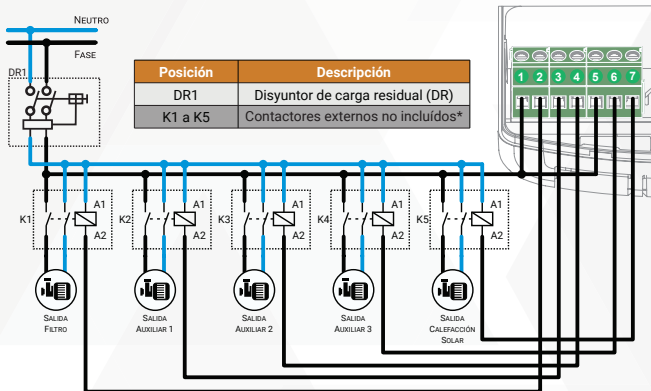 NEUTRO
FASE
DR1
Posición Descripción
DR1 Disyuntor de carga residual (DR)
K1 a K5 Contactores externos no incluídos*
1 2 3 4 5 6 7
K1 A1 A2
K2 A1 A2
K3 A1 A2
K4 A1 A2
K5 A1 A2
SALIDA
FILTRO
SALIDA
AUXILIAR 1
SALIDA
AUXILIAR 2
SALIDA
AUXILIAR 3
SALIDA
CALEFACCIÓN
SOLAR